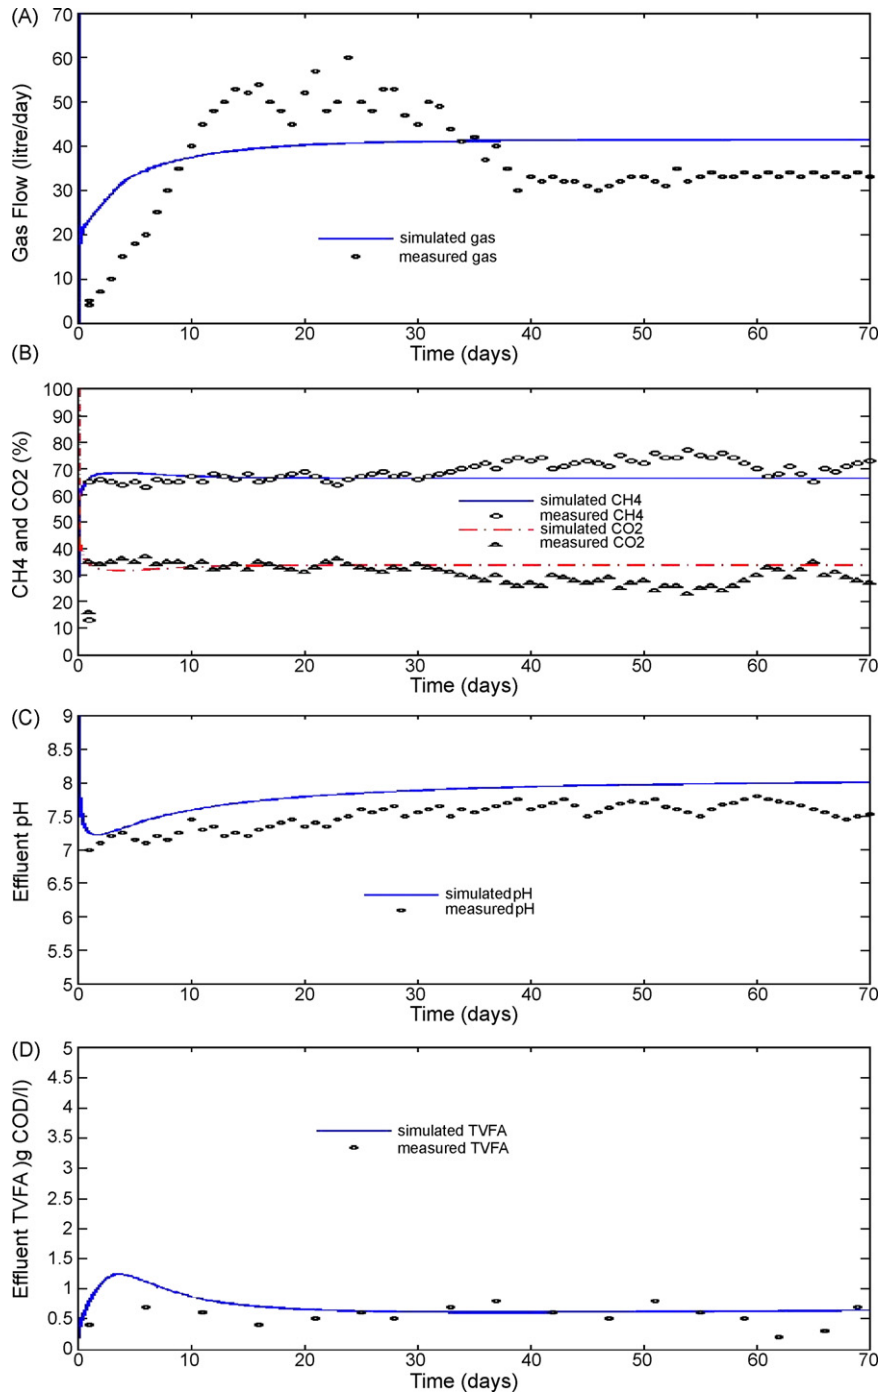 (A)
70
60
50
40
30
20
10
0
Gas Flow (litre/day)
simulated gas
measured gas
0 10 20 30 40 50 60 70
Time (days)
(B)
100
90
80
70
60
50
40
30
20
10
0
CH4 and CO2 (%)
simulated CH4
measured CH4
simulated CO2
measured CO2
0 10 20 30 40 50 60 70
Time (days)
(C)
9
8.5
8
7.5
7
6.5
6
5.5
5
Effluent pH
simulated pH
measured pH
0 10 20 30 40 50 60 70
Time (days)
(D)
5
4.5
4
3.5
3
2.5
2
1.5
1
0.5
0
Effluent TVFA )g COD/l)
simulated TVFA
measured TVFA
0 10 20 30 40 50 60 70
Time (days)